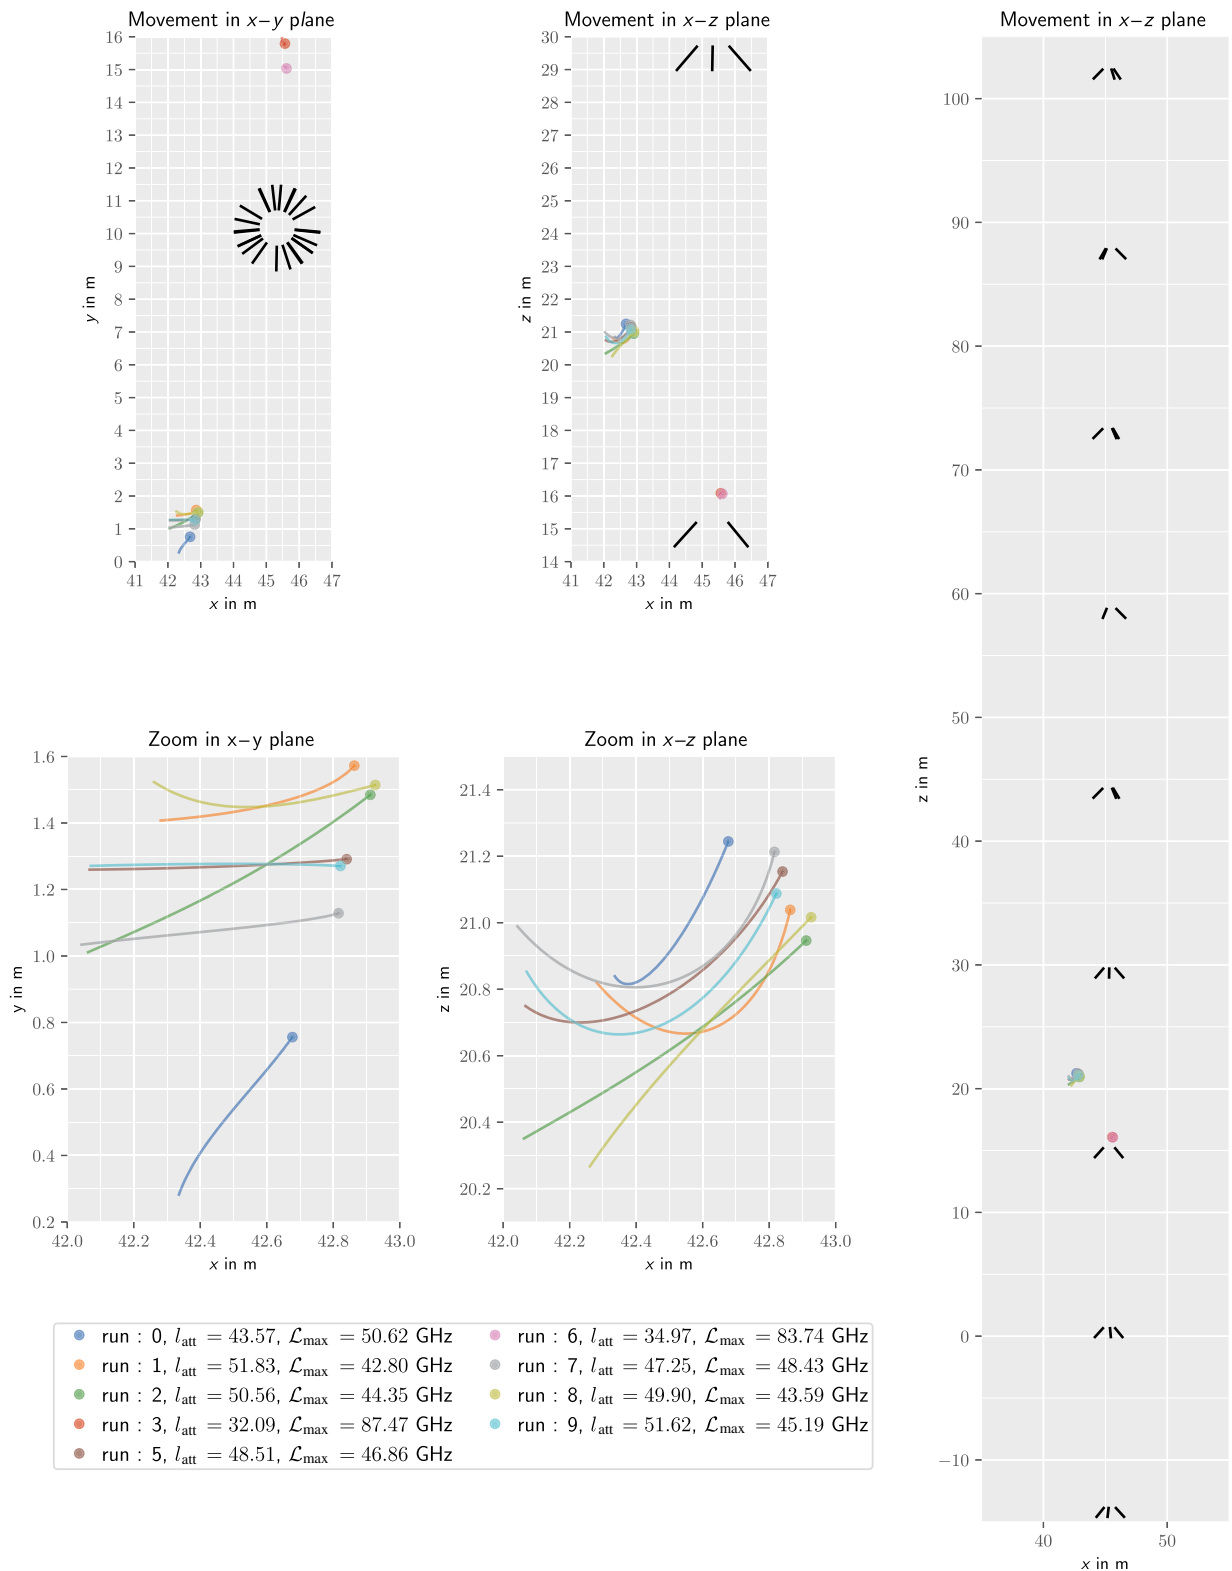 Movement in x−y plane
16
15
14
13
12
11
10
9
8
7
6
5
4
3
2
1
0
y in m
41 42 43 44 45 46 47
x in m
Movement in x−z plane
30
29
28
27
26
25
24
23
22
21
20
19
18
17
16
15
14
z in m
41 42 43 44 45 46 47
x in m
Movement in x−z plane
100
90
80
70
60
50
40
30
20
10
0
−10
z in m
40 50
x in m
Zoom in x−y plane
1.6
1.4
1.2
1.0
0.8
0.6
0.4
0.2
y in m
42.0 42.2 42.4 42.6 42.8 43.0
x in m
Zoom in x−z plane
21.4
21.2
21.0
20.8
20.6
20.4
20.2
z in m
42.0 42.2 42.4 42.6 42.8 43.0
x in m
run : 0, l_att = 43.57, ℒ_max = 50.62 GHz
run : 1, l_att = 51.83, ℒ_max = 42.80 GHz
run : 2, l_att = 50.56, ℒ_max = 44.35 GHz
run : 3, l_att = 32.09, ℒ_max = 87.47 GHz
run : 5, l_att = 48.51, ℒ_max = 46.86 GHz
run : 6, l_att = 34.97, ℒ_max = 83.74 GHz
run : 7, l_att = 47.25, ℒ_max = 48.43 GHz
run : 8, l_att = 49.90, ℒ_max = 43.59 GHz
run : 9, l_att = 51.62, ℒ_max = 45.19 GHz